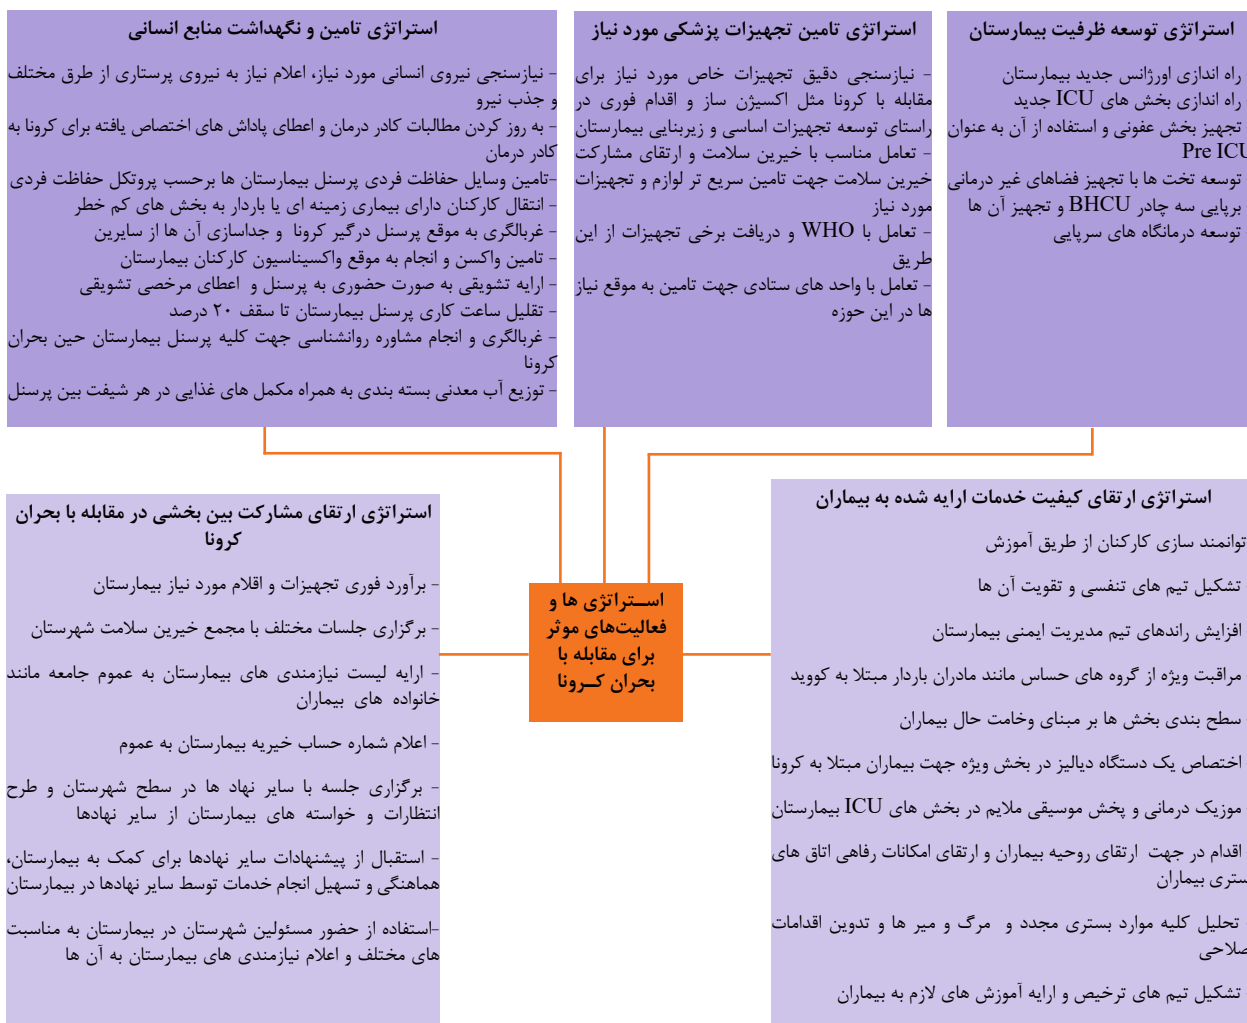 استراتژی توسعه ظرفیت بیمارستان
راه اندازی اورژانس جدید بیمارستان
راه اندازی بخش های ICU جدید
تجهیز بخش عفونی و استفاده از آن به عنوان
Pre ICU
توسعه تخت ها با تجهیز فضاهای غیر درمانی
برپایی سه چادر BHCU و تجهیز آن ها
توسعه درمانگاه های سرپایی
استراتژی تامین تجهیزات پزشکی مورد نیاز
- نیازسنجی دقیق تجهیزات خاص مورد نیاز برای
مقابله با کرونا مثل اکسیژن ساز و اقدام فوری در
راستای توسعه تجهیزات اساسی و زیربنایی بیمارستان
- تعامل مناسب با خیرین سلامت و ارتقای مشارکت
خیرین سلامت جهت تامین سریع تر لوازم و تجهیزات
مورد نیاز
- تعامل با WHO و دریافت برخی تجهیزات از این
طریق
- تعامل با واحد های ستادی جهت تامین به موقع نیاز
ها در این حوزه
استراتژی تامین و نگهداشت منابع انسانی
- نیازسنجی نیروی انسانی مورد نیاز، اعلام نیاز به نیروی پرستاری از طرق مختلف
و جذب نیرو
- به روز کردن مطالبات کادر درمان و اعطای پاداش های اختصاص یافته برای کرونا به
کادر درمان
-تامین وسایل حفاظت فردی پرسنل بیمارستان ها برحسب پروتکل حفاظت فردی
- انتقال کارکنان دارای بیماری زمینه ای یا باردار به بخش های کم خطر
- غربالگری به موقع پرسنل درگیر کرونا و جداسازی آن ها از سایرین
- تامین واکسن و انجام به موقع واکسیناسیون کارکنان بیمارستان
- ارایه تشویقی به صورت حضوری به پرسنل و اعطای مرخصی تشویقی
- تقلیل ساعت کاری پرسنل بیمارستان تا سقف ۲۰ درصد
- غربالگری و انجام مشاوره روانشناسی جهت کلیه پرسنل بیمارستان حین بحران
کرونا
- توزیع آب معدنی بسته بندی به همراه مکمل های غذایی در هر شیفت بین پرسنل
استراتژی ارتقای کیفیت خدمات ارایه شده به بیماران
توانمند سازی کارکنان از طریق آموزش
تشکیل تیم های تنفسی و تقویت آن ها
افزایش راندهای تیم مدیریت ایمنی بیمارستان
- مراقبت ویژه از گروه های حساس مانند مادران باردار مبتلا به کووید
- سطح بندی بخش ها بر مبنای وخامت حال بیماران
- اختصاص یک دستگاه دیالیز در بخش ویژه جهت بیماران مبتلا به کرونا
- موزیک درمانی و پخش موسیقی ملایم در بخش های ICU بیمارستان
اقدام در جهت ارتقای روحیه بیماران و ارتقای امکانات رفاهی اتاق های
بستری بیماران
تحلیل کلیه موارد بستری مجدد و مرگ و میر ها و تدوین اقدامات
اصلاحی
تشکیل تیم های ترخیص و ارایه آموزش های لازم به بیماران
اســتراتژی ها و
فعالیت‌های موثر
برای مقابله با
بحران کــرونا
استراتژی ارتقای مشارکت بین بخشی در مقابله با بحران
کرونا
- برآورد فوری تجهیزات و اقلام مورد نیاز بیمارستان
- برگزاری جلسات مختلف با مجمع خیرین سلامت شهرستان
- ارایه لیست نیازمندی های بیمارستان به عموم جامعه مانند
خانواده های بیماران
- اعلام شماره حساب خیریه بیمارستان به عموم
- برگزاری جلسه با سایر نهاد ها در سطح شهرستان و طرح
انتظارات و خواسته های بیمارستان از سایر نهادها
- استقبال از پیشنهادات سایر نهادها برای کمک به بیمارستان،
هماهنگی و تسهیل انجام خدمات توسط سایر نهادها در بیمارستان
-استفاده از حضور مسئولین شهرستان در بیمارستان به مناسبت
های مختلف و اعلام نیازمندی های بیمارستان به آن ها